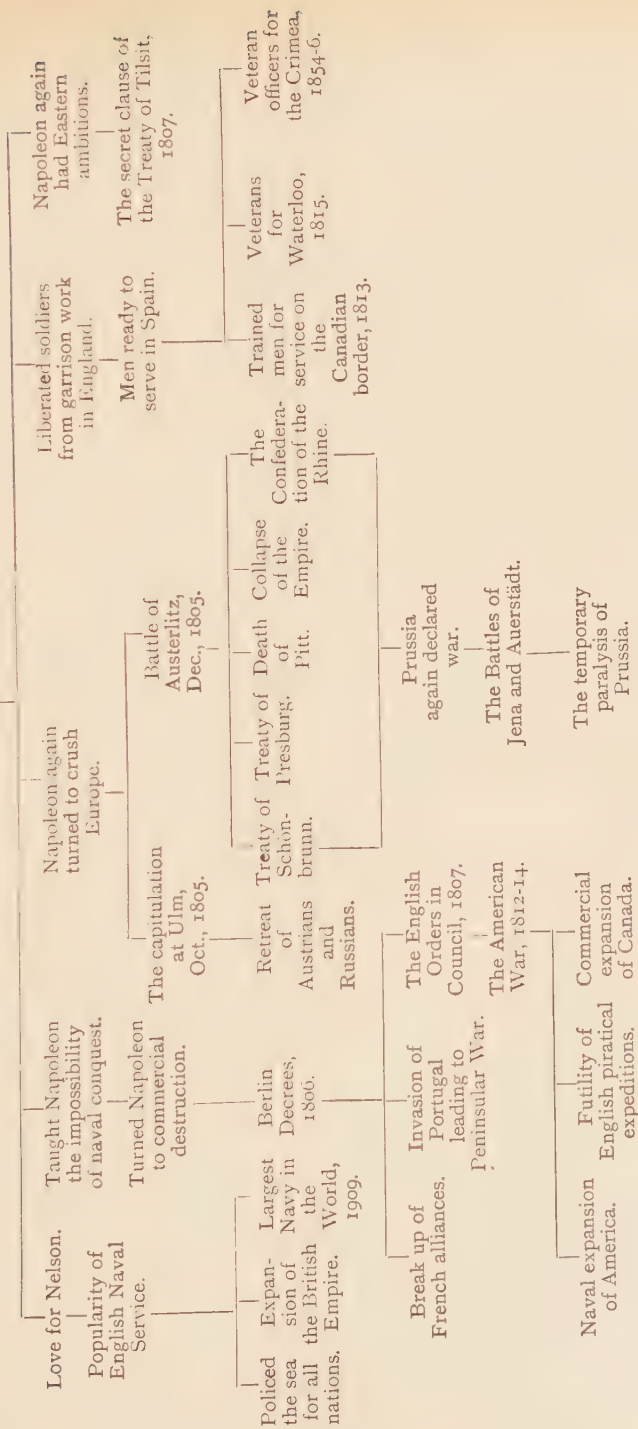 Love for Nelson.
Popularity of
English Naval
Service.
Policed
the sea
for all
nations.
Expan-
sion of
the British
Empire.
Largest
Navy in
the
World,
1909.
Taught Napoleon
the impossibility
of naval conquest.
Turned Napoleon
to commercial
destruction.
Berlin
Decrees,
1806.
Break up of
French alliances.
Invasion of
Portugal
leading to
Peninsular War.
The English
Orders in
Council, 1807.
The American
War, 1812-14.
Naval expansion
of America.
Futility of
English piratical
expeditions.
Commercial
expansion
of Canada.
Napoleon again
turned to crush
Europe.
The capitulation
at Ulm,
Oct., 1805.
Retreat
of
Austrians
and
Russians.
Battle of
Austerlitz,
Dec., 1805.
Treaty of
Schön-
brunn.
Treaty of
Presburg.
Death
of
Pitt.
Collapse
of the
Empire.
The
Confedera-
tion of the
Rhine.
Prussia
again declared
war.
The Battles of
Jena and Auerstädt.
The temporary
paralysis of
Prussia.
Liberated soldiers
from garrison work
in England.
Men ready to
serve in Spain.
Trained
men for
service on
the
Canadian
border, 1813.
Veterans
for
Waterloo,
1815.
Veteran
officers for
the Crimea,
1854-6.
Napoleon again
had Eastern
ambitions.
The secret clause of
the Treaty of Tilsit,
1807.